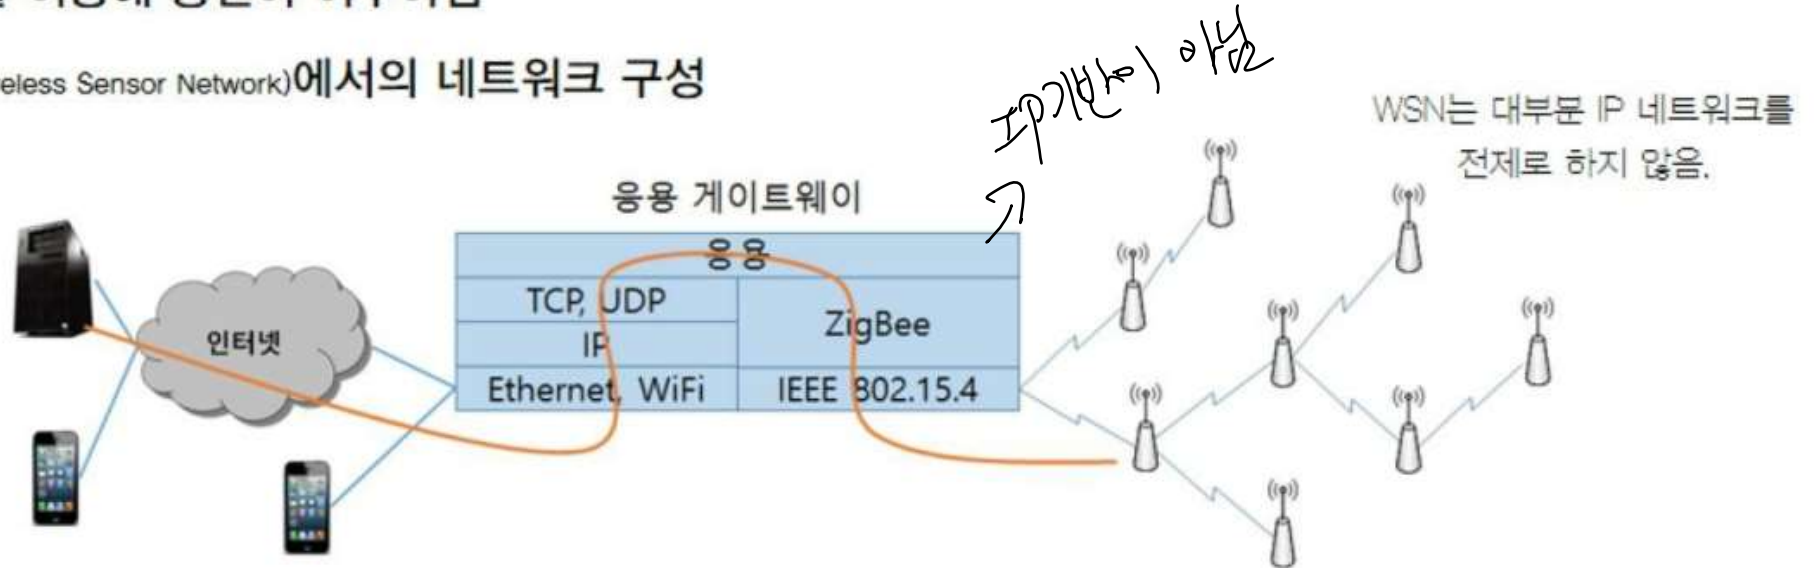 eless Sensor Network)에서의 네트워크 구성
IP기반이 아님
WSN는 대부분 IP 네트워크를
전제로 하지 않음.
응용 게이트웨이
응용
TCP, UDP
ZigBee
IP
Ethernet, WiFi
IEEE 802.15.4
인터넷